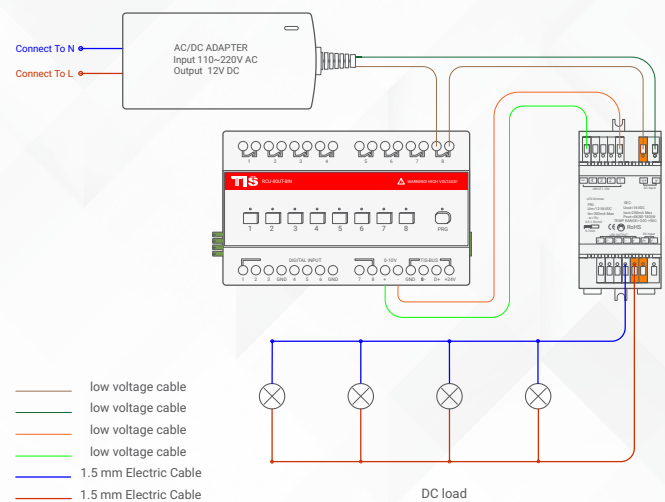 Connect To N
Connect To L
AC/DC ADAPTER
Input 110~220V AC
Output 12V DC
1 2 3 4 5 6 7 8
TIS RCU-8OUT-8IN WARNING! HIGH VOLTAGE!
1 2 3 4 5 6 7 8 PRG
DIGITAL INPUT 0-10V TIS-BUS
1 2 3 GND 4 5 6 GND 7 8 + - GND D- D+ +24V
RoHS
low voltage cable
low voltage cable
low voltage cable
low voltage cable
1.5 mm Electric Cable
1.5 mm Electric Cable
DC load